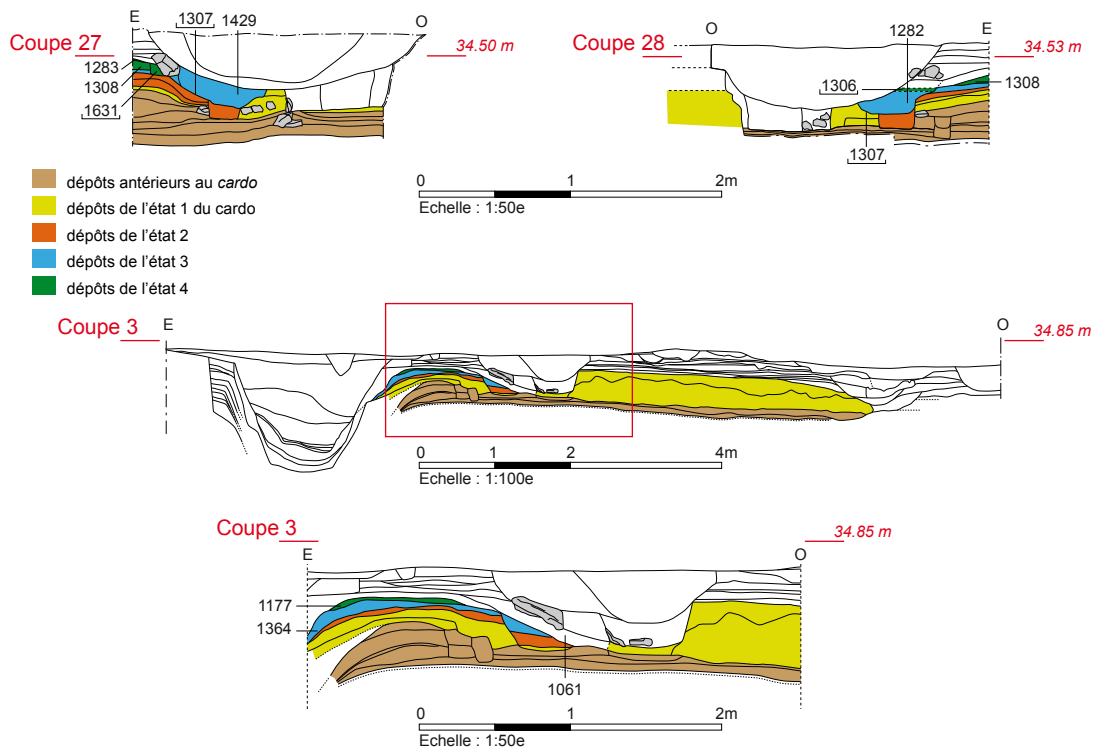 E
1307
1429
O
Coupe 27
34.50 m
1283
1308
1631
O
1282
E
Coupe 28
34.53 m
1306
1308
1307
dépôts antérieurs au cardo
dépôts de l'état 1 du cardo
dépôts de l'état 2
dépôts de l'état 3
dépôts de l'état 4
0 1 2m
Echelle : 1:50e
Coupe 3
E
O
34.85 m
0 1 2 4m
Echelle : 1:100e
Coupe 3
E
O
34.85 m
1177
1364
1061
0 1 2m
Echelle : 1:50e